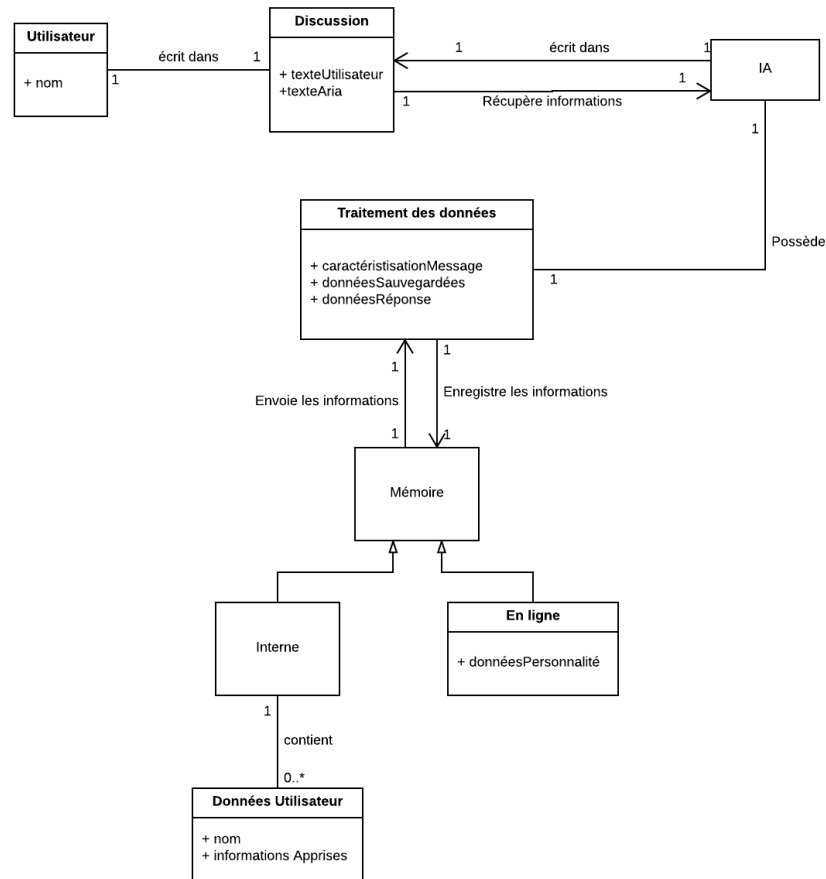 Utilisateur
+ nom
écrit dans
1
1
Discussion
+ texteUtilisateur
+texteAria
1
écrit dans
1
1
Récupère informations
1
IA
1
Possède
1
Traitement des données
+ caractéristisationMessage
+ donnéesSauvegardées
+ donnéesRéponse
1
Envoie les informations
1
1
Enregistre les informations
1
Mémoire
Interne
En ligne
+ donnéesPersonnalité
1
contient
0..*
Données Utilisateur
+ nom
+ informations Apprises